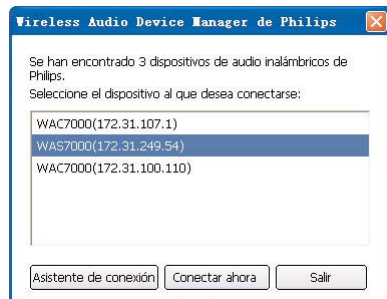 Wireless Audio Device Manager de Philips
Se han encontrado 3 dispositivos de audio inalámbricos de
Philips.
Seleccione el dispositivo al que desea conectarse:
WAC7000(172.31.107.1)
WAS7000(172.31.249.54)
WAC7000(172.31.100.110)
Asistente de conexión Conectar ahora Salir